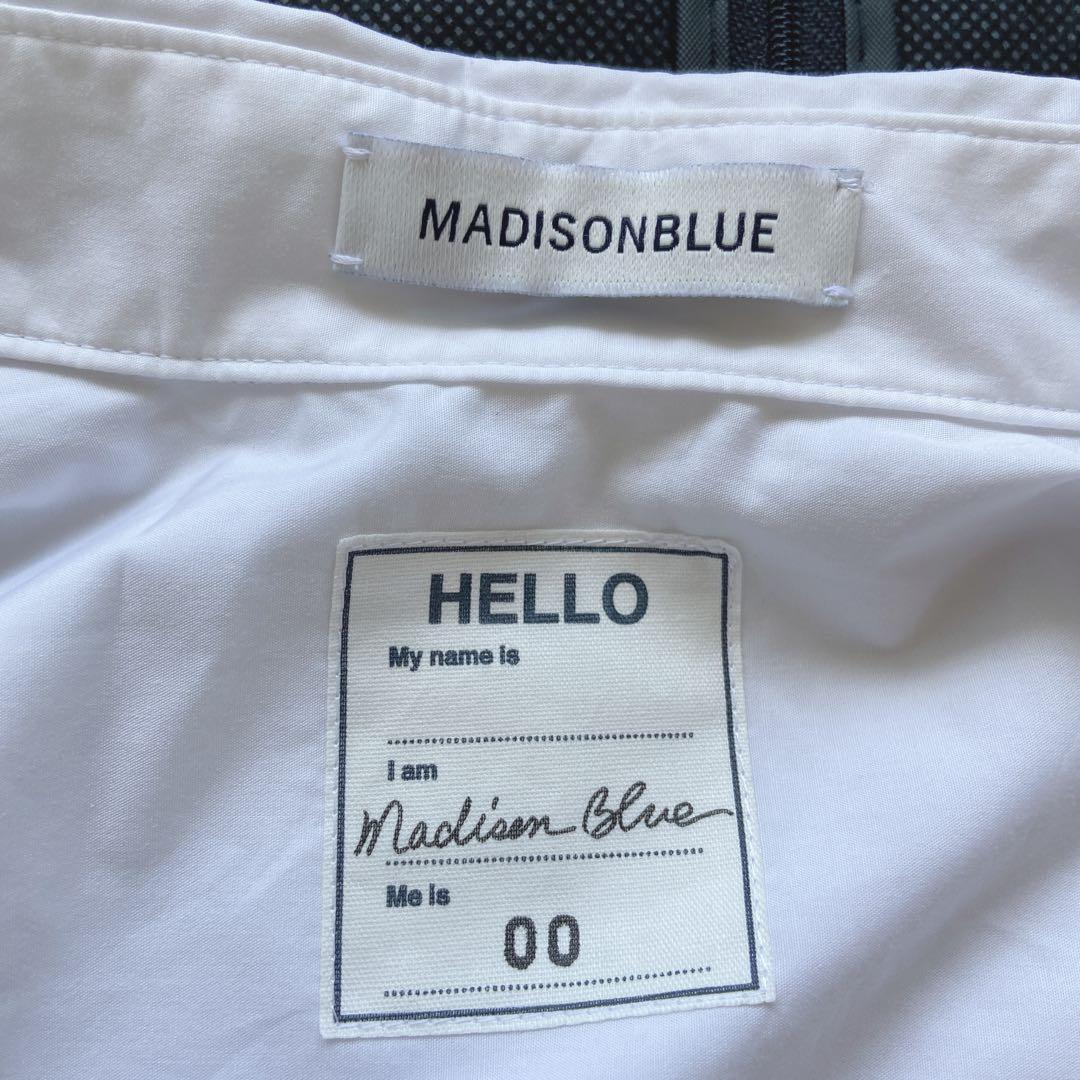 MADISONBLUE
HELLO
My name is
I am
Madison Blue
Me is
00